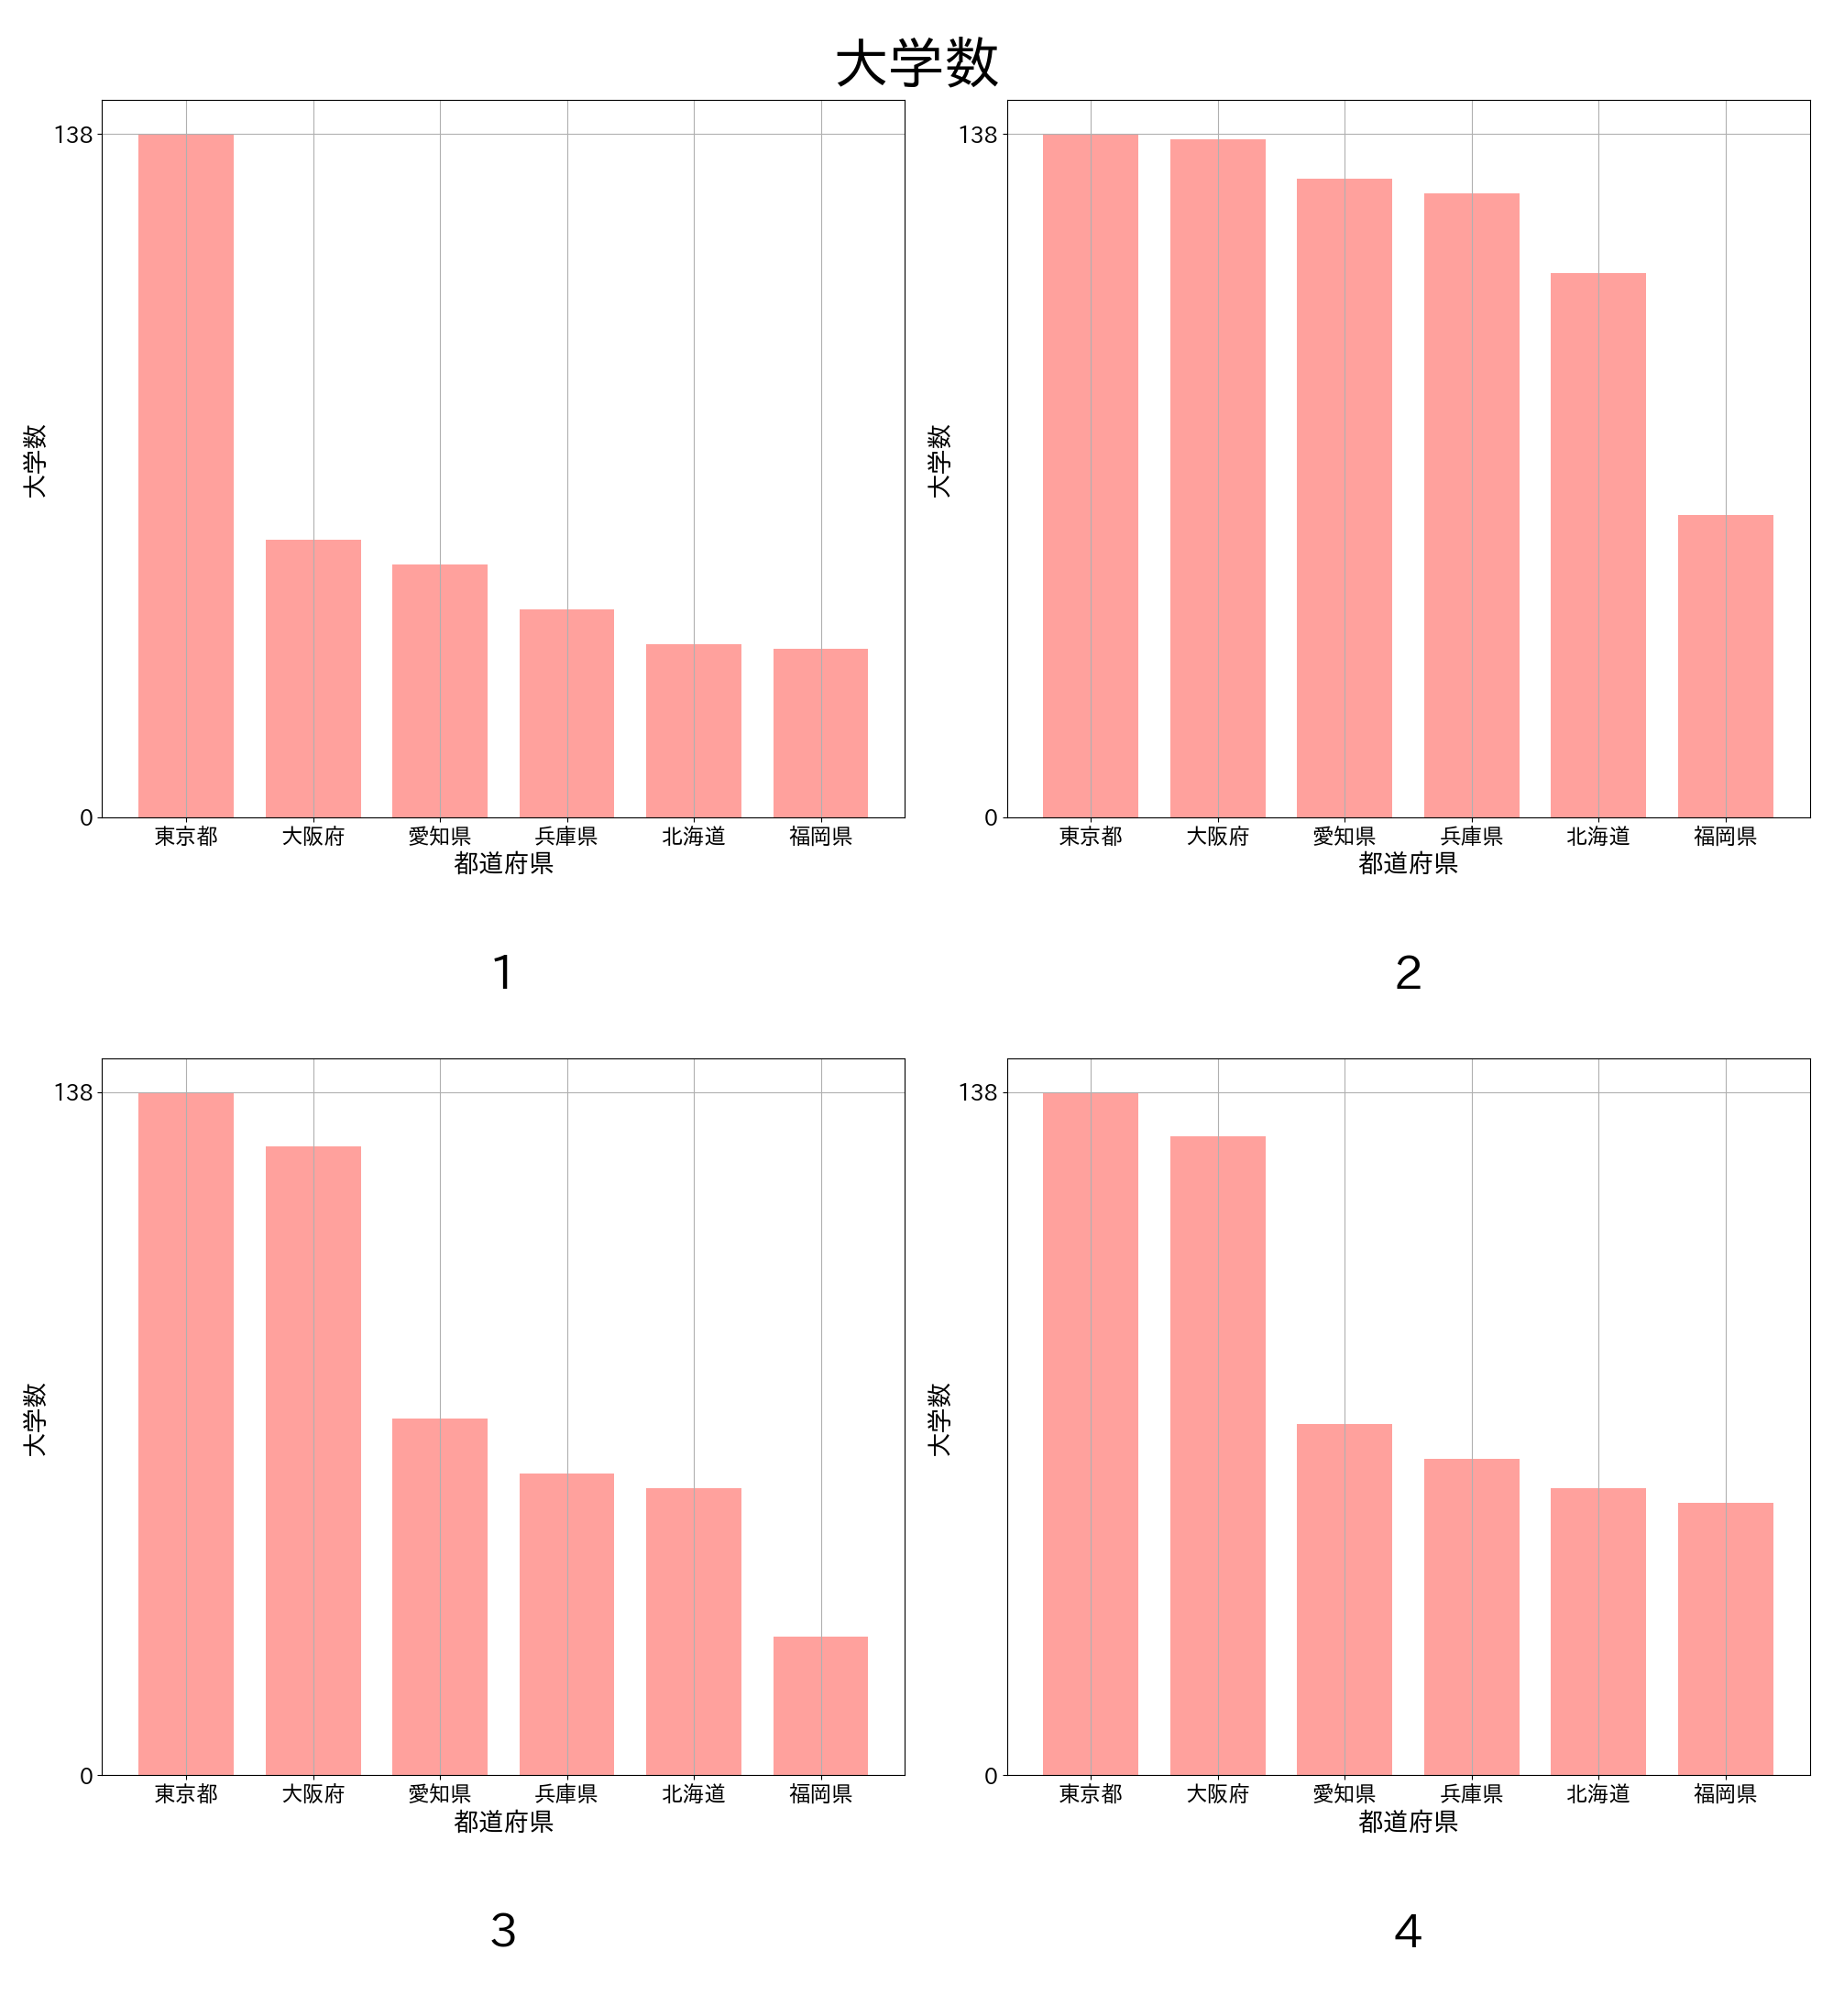 大学数
138
0
大学数
東京都 大阪府 愛知県 兵庫県 北海道 福岡県
都道府県
1
138
0
大学数
東京都 大阪府 愛知県 兵庫県 北海道 福岡県
都道府県
2
138
0
大学数
東京都 大阪府 愛知県 兵庫県 北海道 福岡県
都道府県
3
138
0
大学数
東京都 大阪府 愛知県 兵庫県 北海道 福岡県
都道府県
4